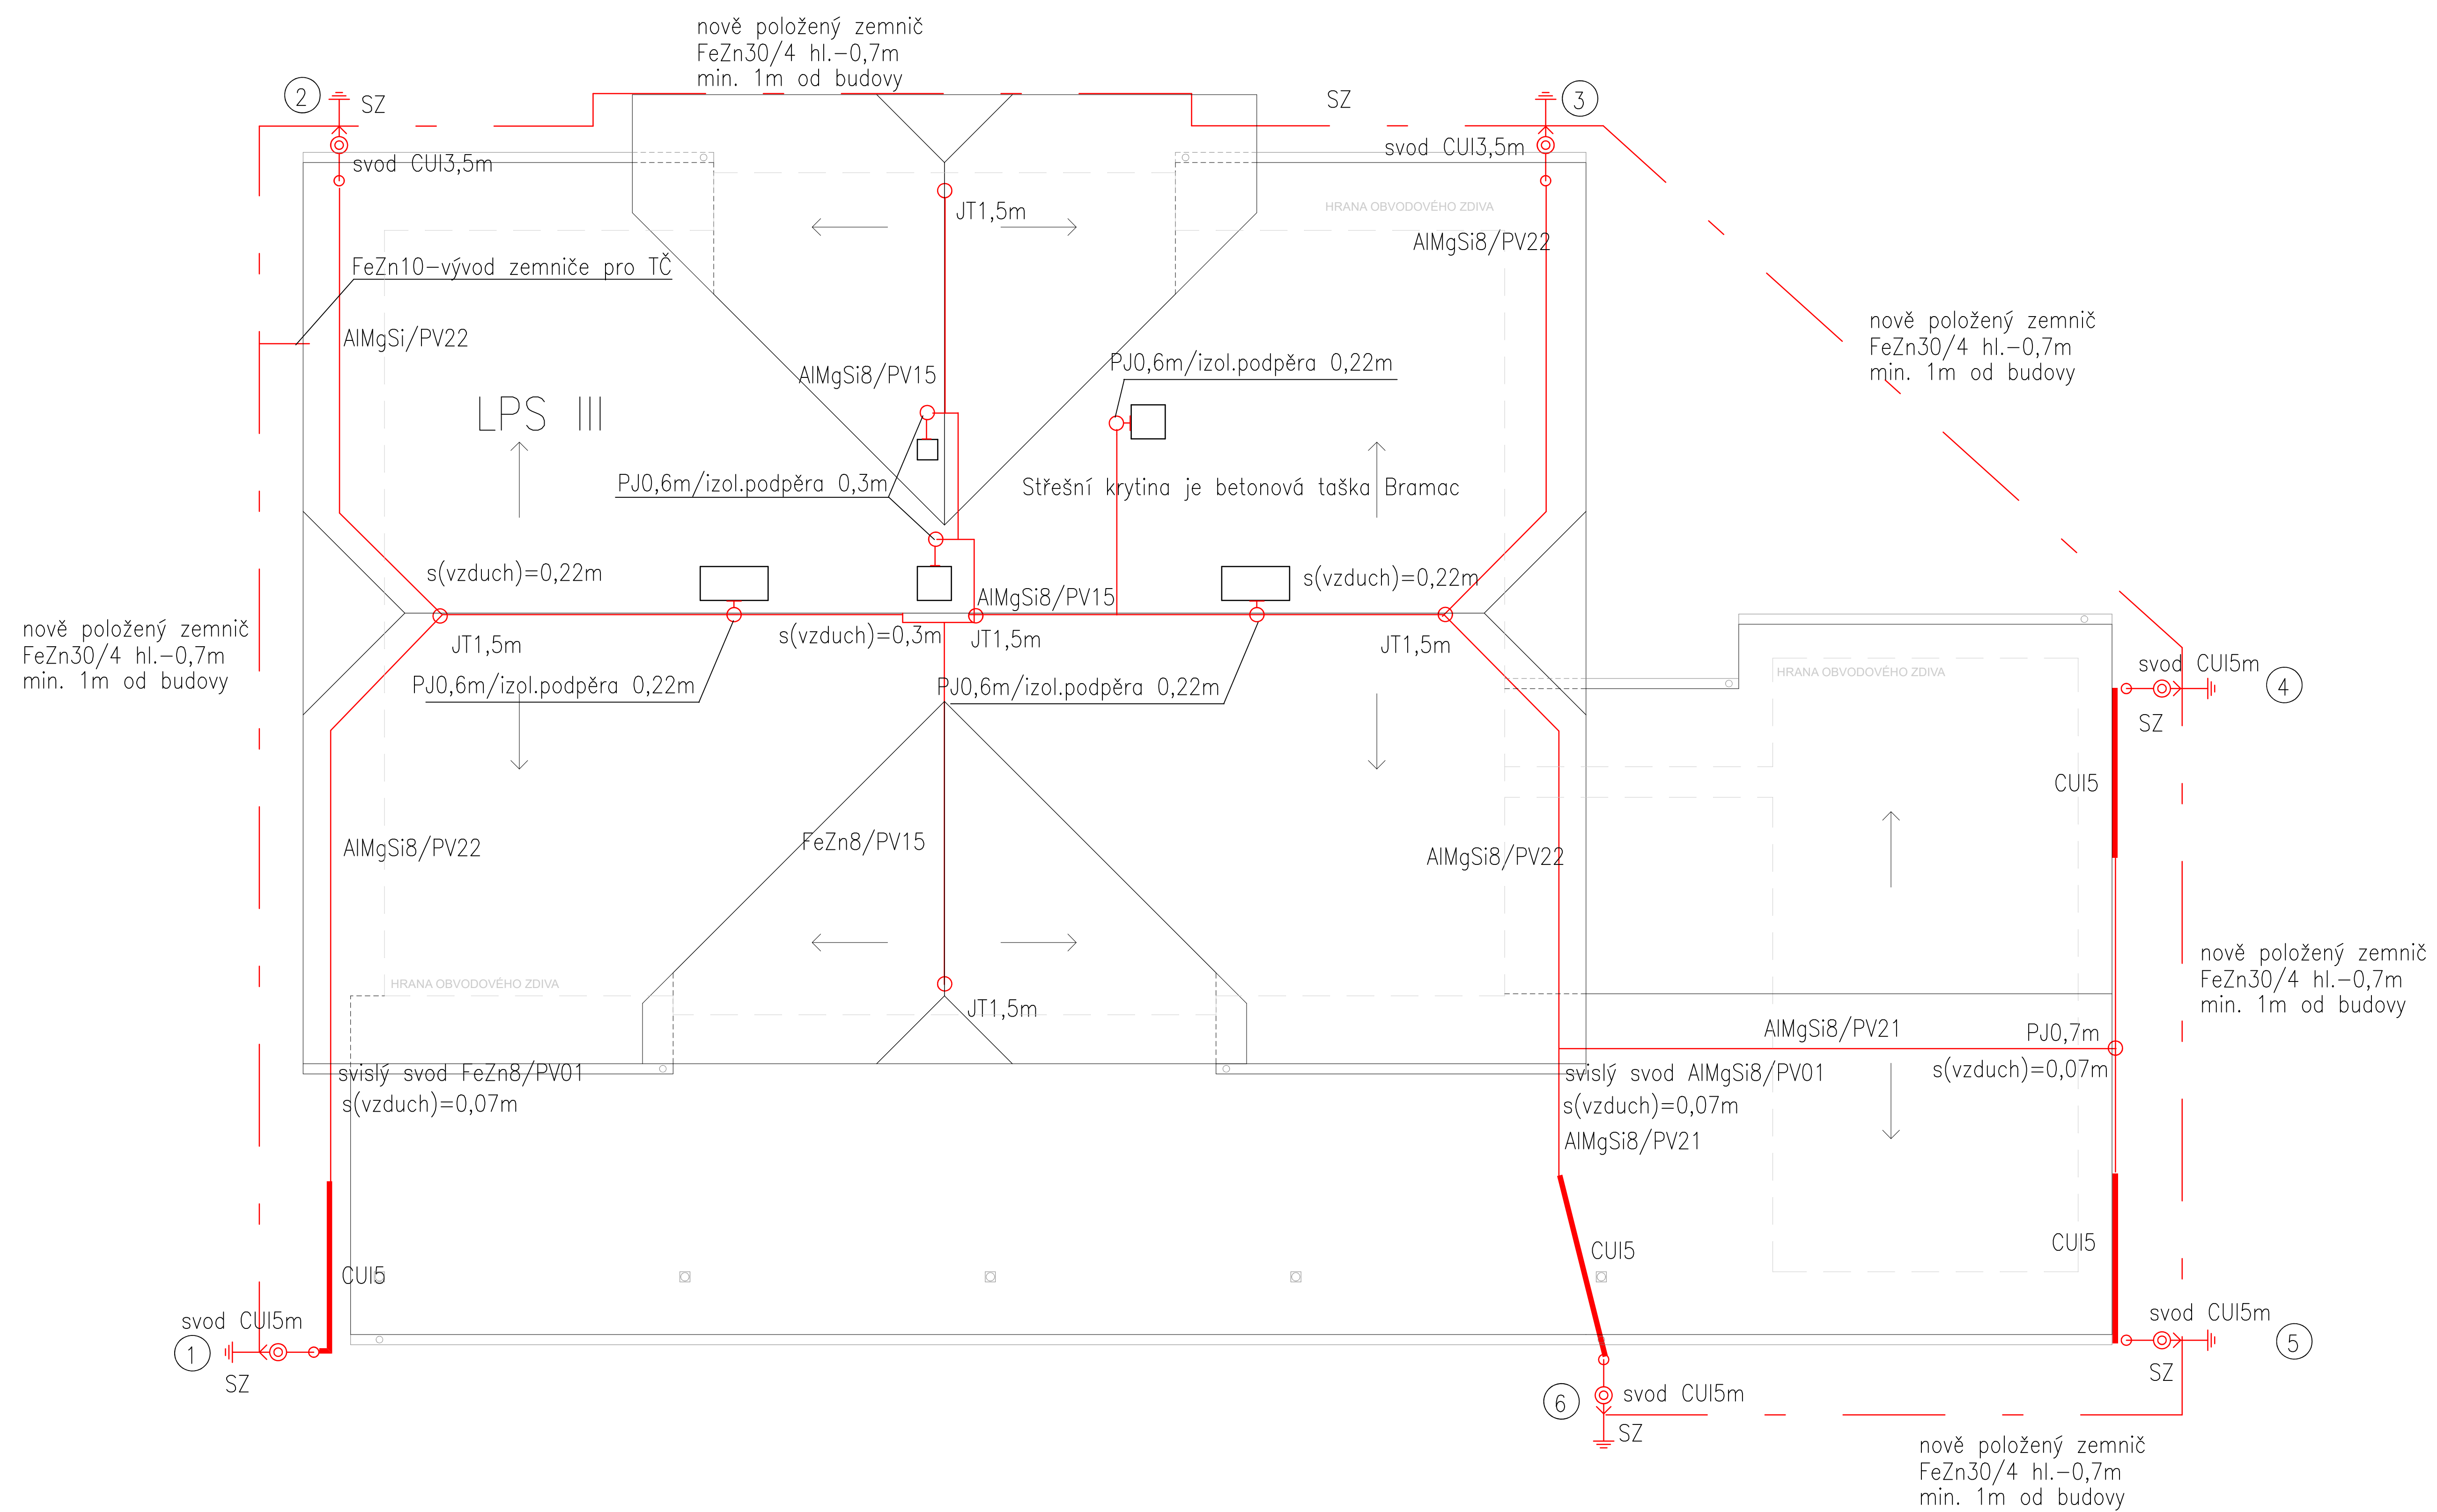 nově položený zemnič
FeZn30/4 hl.-0,7m
min. 1m od budovy
2
SZ
svod CUI3,5m
SZ
3
svod CUI3,5m
JT1,5m
HRANA OBVODOVÉHO ZDIVA
AlMgSi8/PV22
FeZn10-vývod zemniče pro TČ
AlMgSi/PV22
nově položený zemnič
FeZn30/4 hl.-0,7m
min. 1m od budovy
AlMgSi8/PV15
PJ0,6m/izol.podpěra 0,22m
LPS III
PJ0,6m/izol.podpěra 0,3m
Střešní krytina je betonová taška Bramac
s(vzduch)=0,22m
s(vzduch)=0,22m
AlMgSi8/PV15
nově položený zemnič
FeZn30/4 hl.-0,7m
min. 1m od budovy
s(vzduch)=0,3m
JT1,5m
JT1,5m
JT1,5m
PJ0,6m/izol.podpěra 0,22m
PJ0,6m/izol.podpěra 0,22m
HRANA OBVODOVÉHO ZDIVA
svod CUI5m
4
SZ
CUI5
AlMgSi8/PV22
FeZn8/PV15
AlMgSi8/PV22
nově položený zemnič
FeZn30/4 hl.-0,7m
min. 1m od budovy
HRANA OBVODOVÉHO ZDIVA
JT1,5m
AlMgSi8/PV21
PJ0,7m
s(vzduch)=0,07m
svislý svod FeZn8/PV01
s(vzduch)=0,07m
svislý svod AlMgSi8/PV01
s(vzduch)=0,07m
AlMgSi8/PV21
CUI5
CUI5
CUI5
svod CUI5m
1
SZ
svod CUI5m
5
SZ
6
svod CUI5m
SZ
nově položený zemnič
FeZn30/4 hl.-0,7m
min. 1m od budovy